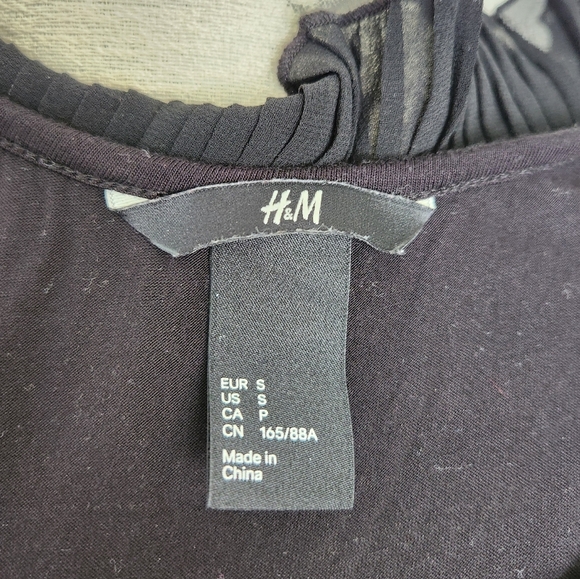 H&M
EUR S
US S
CA P
CN 165/88A
Made in
China